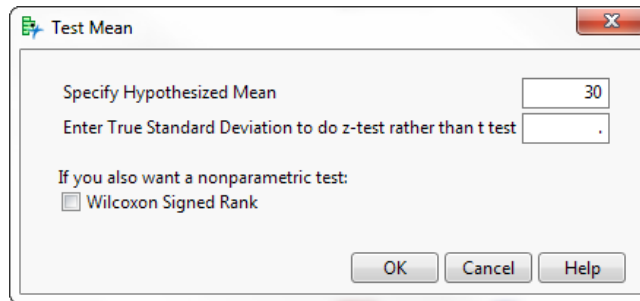 Test Mean
Specify Hypothesized Mean 30
Enter True Standard Deviation to do z-test rather than t test .
If you also want a nonparametric test:
Wilcoxon Signed Rank
OK Cancel Help